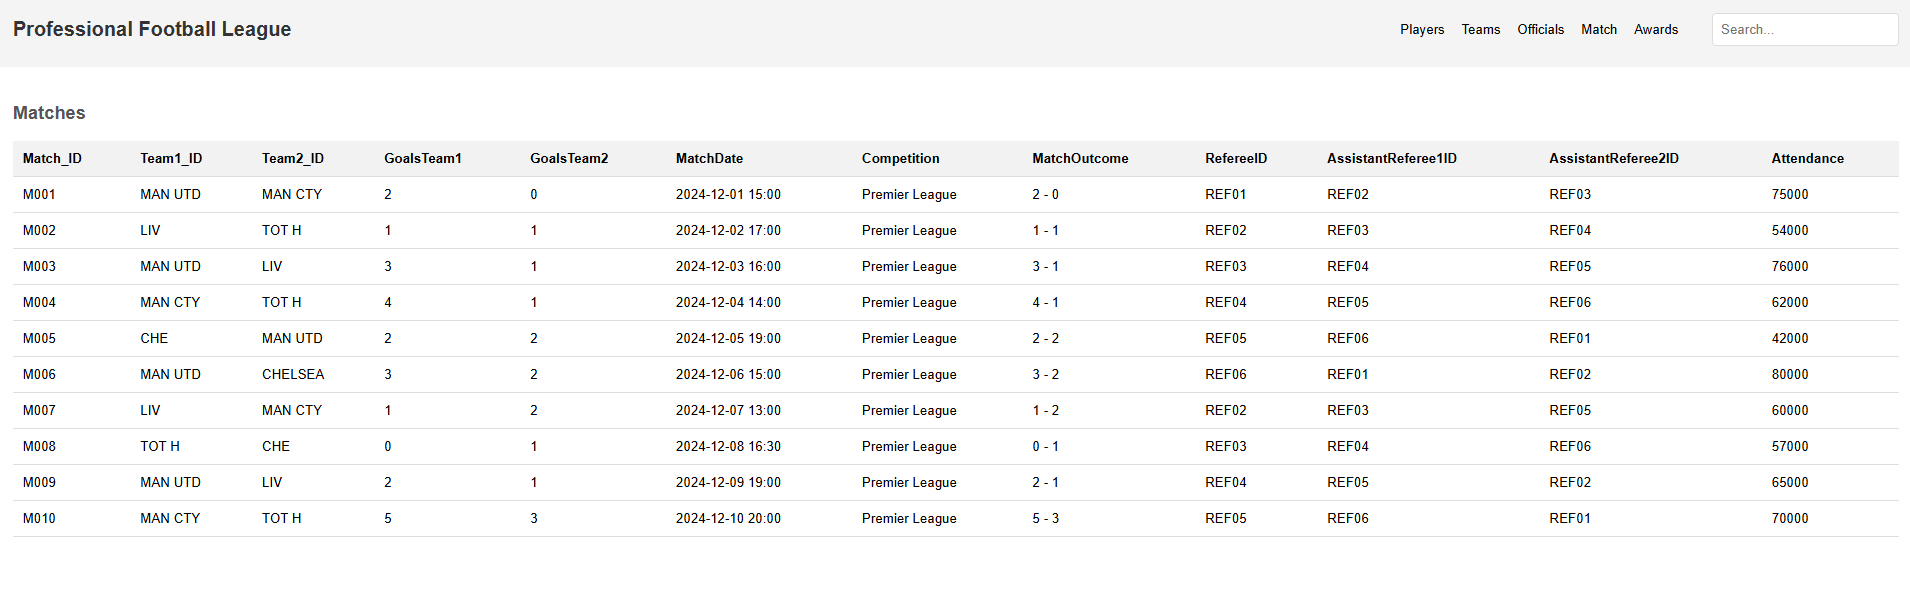 Professional Football League
Players Teams Officials Match Awards Search...
Matches
Match_ID Team1_ID Team2_ID GoalsTeam1 GoalsTeam2 MatchDate Competition MatchOutcome RefereeID AssistantReferee1ID AssistantReferee2ID Attendance
M001 MAN UTD MAN CTY 2 0 2024-12-01 15:00 Premier League 2 - 0 REF01 REF02 REF03 75000
M002 LIV TOT H 1 1 2024-12-02 17:00 Premier League 1 - 1 REF02 REF03 REF04 54000
M003 MAN UTD LIV 3 1 2024-12-03 16:00 Premier League 3 - 1 REF03 REF04 REF05 76000
M004 MAN CTY TOT H 4 1 2024-12-04 14:00 Premier League 4 - 1 REF04 REF05 REF06 62000
M005 CHE MAN UTD 2 2 2024-12-05 19:00 Premier League 2 - 2 REF05 REF06 REF01 42000
M006 MAN UTD CHELSEA 3 2 2024-12-06 15:00 Premier League 3 - 2 REF06 REF01 REF02 80000
M007 LIV MAN CTY 1 2 2024-12-07 13:00 Premier League 1 - 2 REF02 REF03 REF05 60000
M008 TOT H CHE 0 1 2024-12-08 16:30 Premier League 0 - 1 REF03 REF04 REF06 57000
M009 MAN UTD LIV 2 1 2024-12-09 19:00 Premier League 2 - 1 REF04 REF05 REF02 65000
M010 MAN CTY TOT H 5 3 2024-12-10 20:00 Premier League 5 - 3 REF05 REF06 REF01 70000